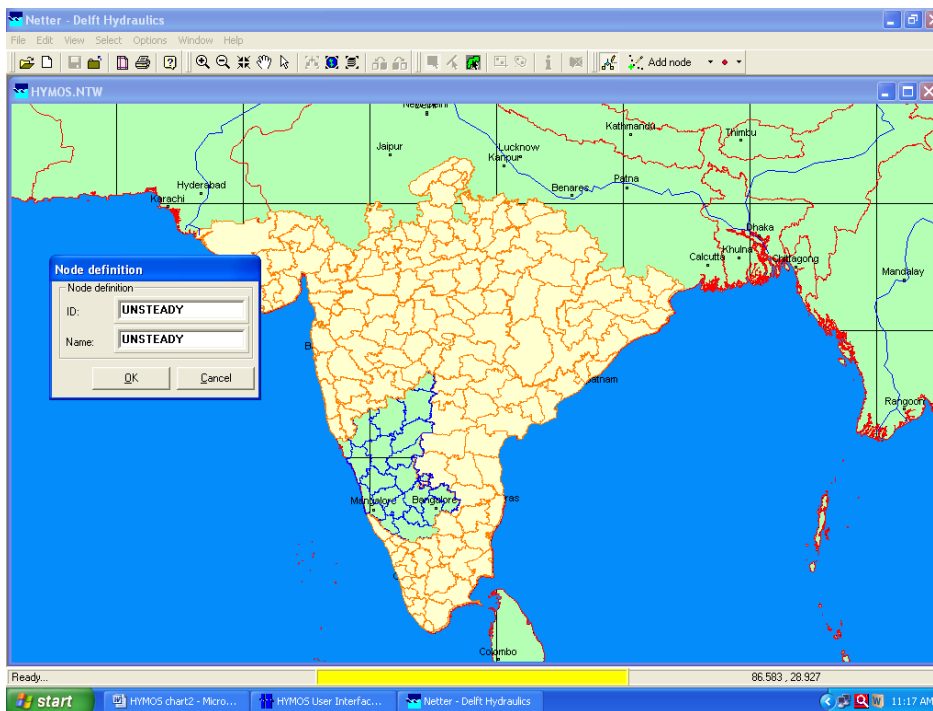 Netter - Delft Hydraulics
File Edit View Select Options Window Help
Add node
HYMOS.NTW
Kathmandu
Thimbu
Jaipur
Lucknow
Kanpur
Benares
Patna
Hyderabad
Karachi
Dhaka
Khulna
Calcutta
Chittagong
Mandalay
Node definition
Node definition
ID: UNSTEADY
Name: UNSTEADY
OK Cancel
B
atnam
Rangoon
Mangalore
Bangalore
ras
Colombo
Ready... 86.583 , 28.927
start HYMOS chart2 - Micro... HYMOS User Interfac... Netter - Delft Hydraulics 11:17 AM